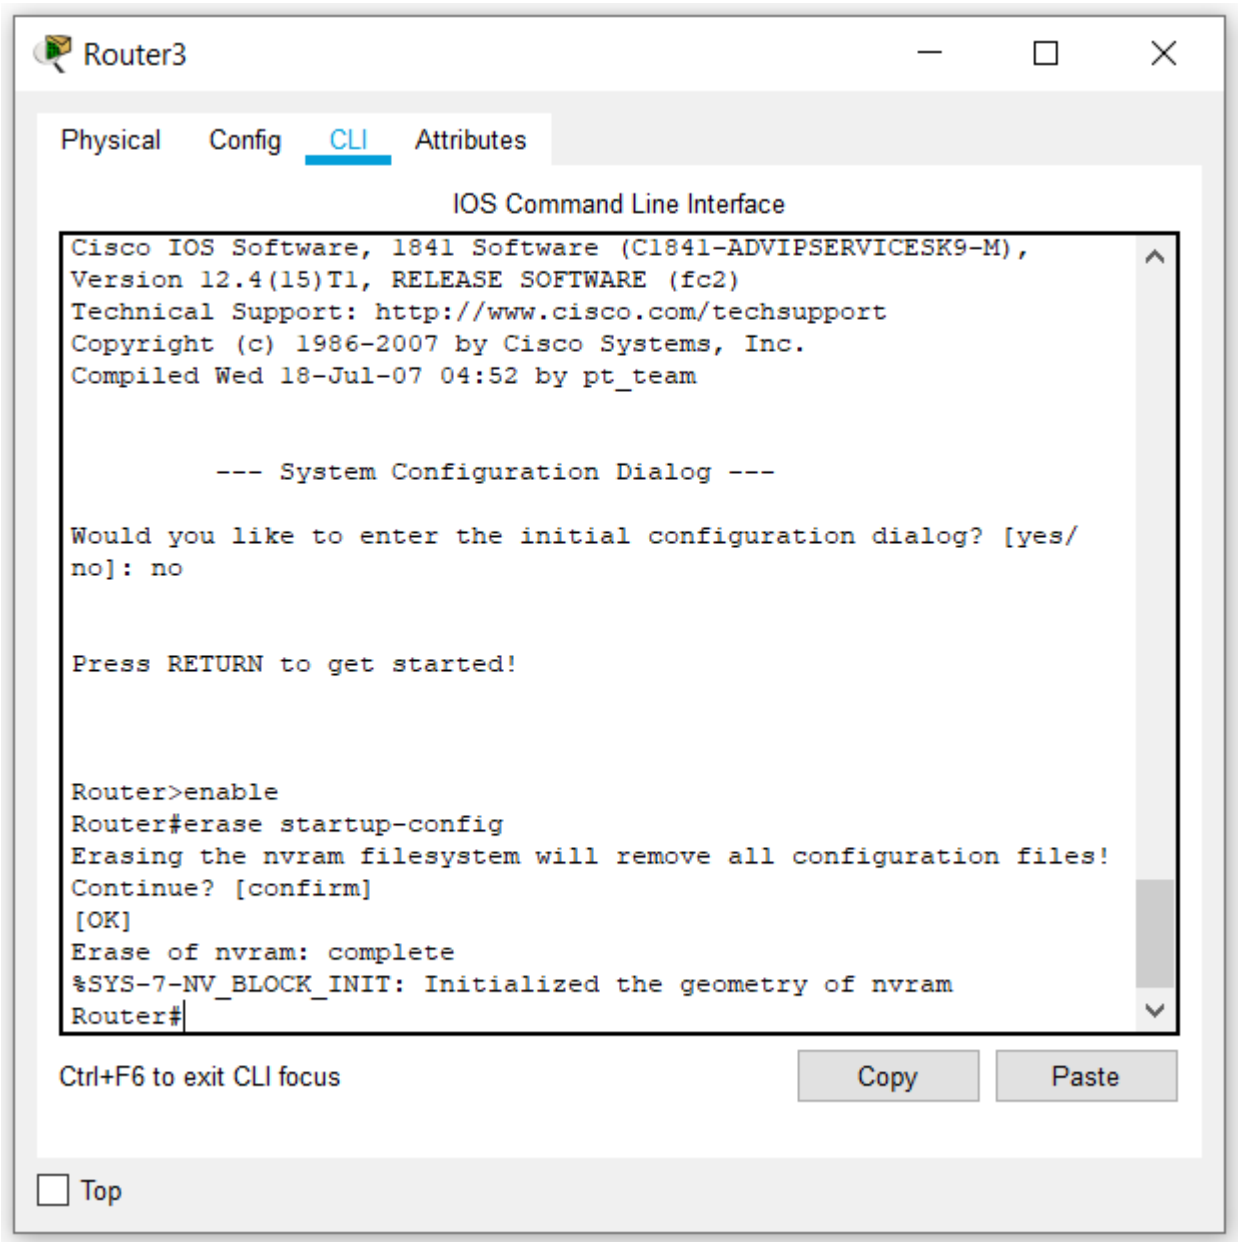 Router3
Physical Config CLI Attributes
IOS Command Line Interface
Cisco IOS Software, 1841 Software (C1841-ADVIPSERVICESK9-M),
Version 12.4(15)T1, RELEASE SOFTWARE (fc2)
Technical Support: http://www.cisco.com/techsupport
Copyright (c) 1986-2007 by Cisco Systems, Inc.
Compiled Wed 18-Jul-07 04:52 by pt_team
--- System Configuration Dialog ---
Would you like to enter the initial configuration dialog? [yes/
no]: no
Press RETURN to get started!
Router>enable
Router#erase startup-config
Erasing the nvram filesystem will remove all configuration files!
Continue? [confirm]
[OK]
Erase of nvram: complete
%SYS-7-NV_BLOCK_INIT: Initialized the geometry of nvram
Router#
Ctrl+F6 to exit CLI focus
Copy
Paste
Top